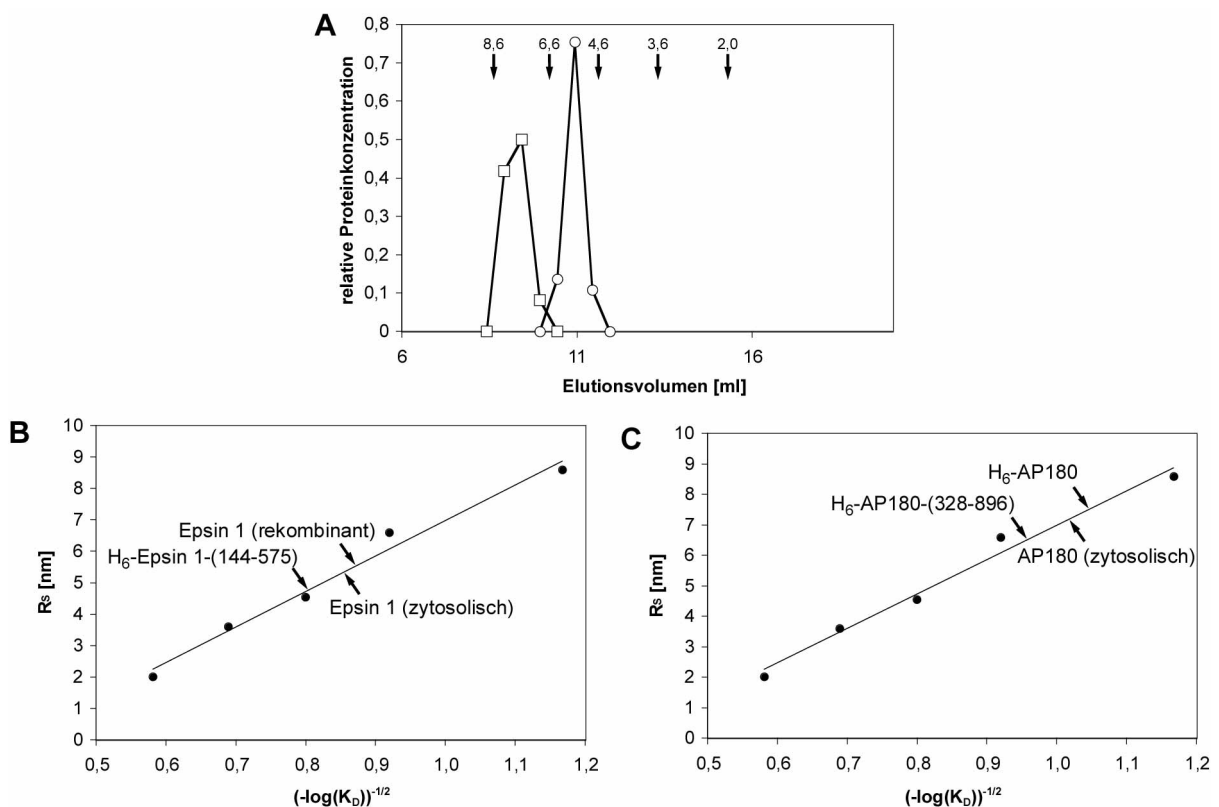 A
0,8
0,7
0,6
0,5
0,4
0,3
0,2
0,1
0
relative Proteinkonzentration
8,6 6,6 4,6 3,6 2,0
6 11 16
Elutionsvolumen [ml]
B
10
9
8
7
6
5
4
3
2
1
0
Rs [nm]
Epsin 1 (rekombinant)
H6-Epsin 1-(144-575)
Epsin 1 (zytosolisch)
0,5 0,6 0,7 0,8 0,9 1,0 1,1 1,2
(-log(KD))-1/2
C
10
9
8
7
6
5
4
3
2
1
0
Rs [nm]
H6-AP180
H6-AP180-(328-896)
AP180 (zytosolisch)
0,5 0,6 0,7 0,8 0,9 1,0 1,1 1,2
(-log(KD))-1/2